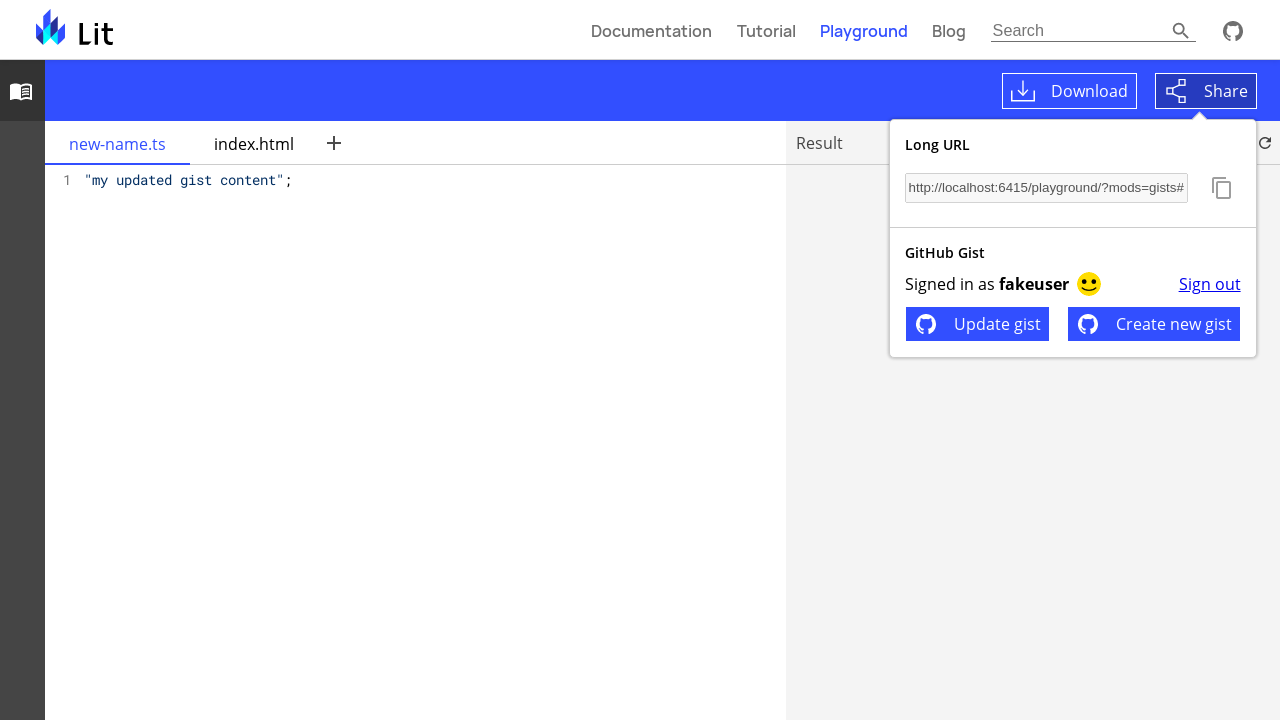 Lit
Documentation Tutorial Playground Blog Search
Download Share
new-name.ts index.html Result
1 "my updated gist content";
Long URL
http://localhost:6415/playground/?mods=gists#
GitHub Gist
Signed in as fakeuser Sign out
Update gist Create new gist